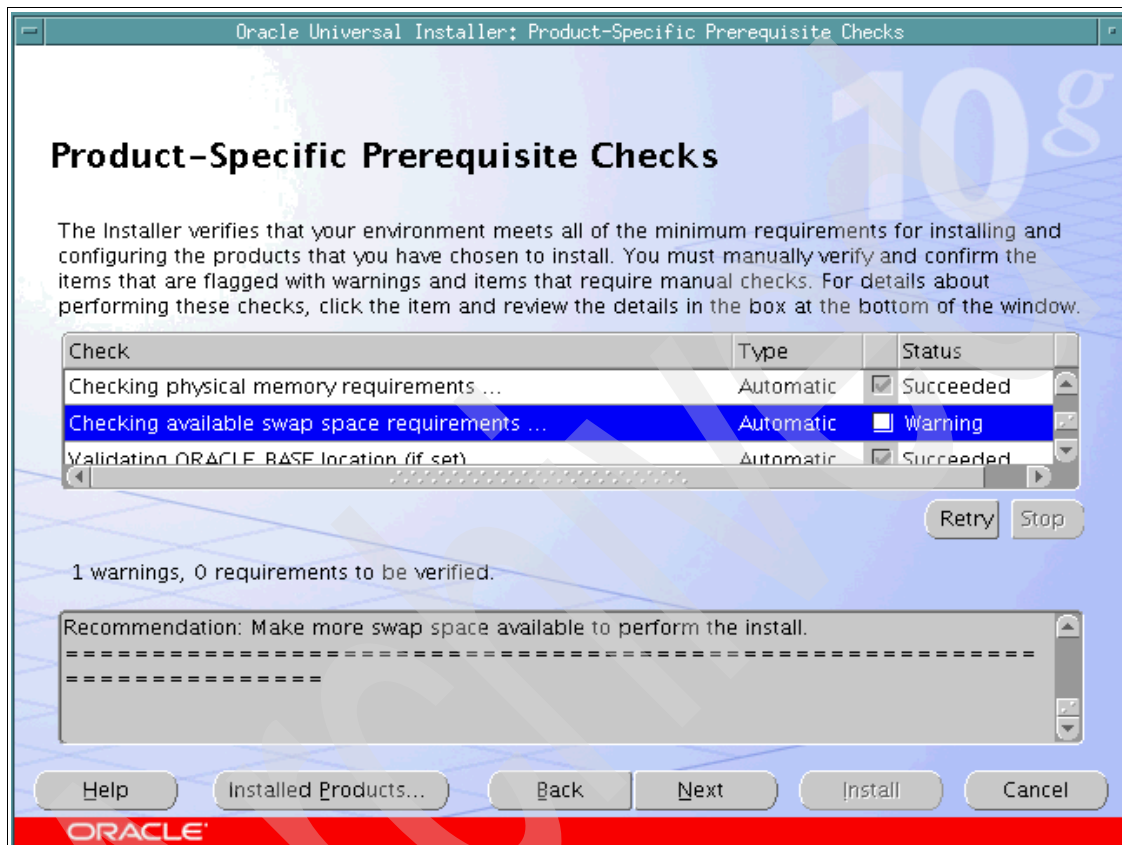 Oracle Universal Installer: Product-Specific Prerequisite Checks
10g
Product-Specific Prerequisite Checks
The Installer verifies that your environment meets all of the minimum requirements for installing and
configuring the products that you have chosen to install. You must manually verify and confirm the
items that are flagged with warnings and items that require manual checks. For details about
performing these checks, click the item and review the details in the box at the bottom of the window.
Check Type Status
Checking physical memory requirements ... Automatic Succeeded
Checking available swap space requirements ... Automatic Warning
Validating ORACLE_BASE location (if set) Automatic Succeeded
Retry Stop
1 warnings, 0 requirements to be verified.
Recommendation: Make more swap space available to perform the install.
= = = = = = = = = = = = = = = = = = = = = = = = = = = = = = = = = = = = = = = = = = = = = = = = = = = = = = = =
= = = = = = = = = = = = = = =
Help Installed Products... Back Next Install Cancel
ORACLE